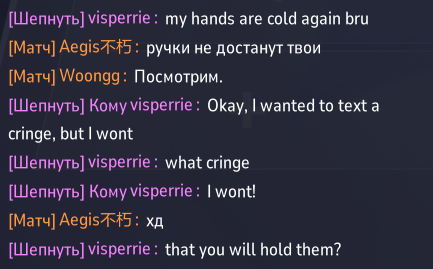 [Шепнуть] visperrie : my hands are cold again bru
[Матч] Aegis不朽 : ручки не достанут твои
[Матч] Woongg : Посмотрим.
[Шепнуть] Кому visperrie : Okay, I wanted to text a
cringe, but I wont
[Шепнуть] visperrie : what cringe
[Шепнуть] Кому visperrie : I wont!
[Матч] Aegis不朽 : хд
[Шепнуть] visperrie : that you will hold them?